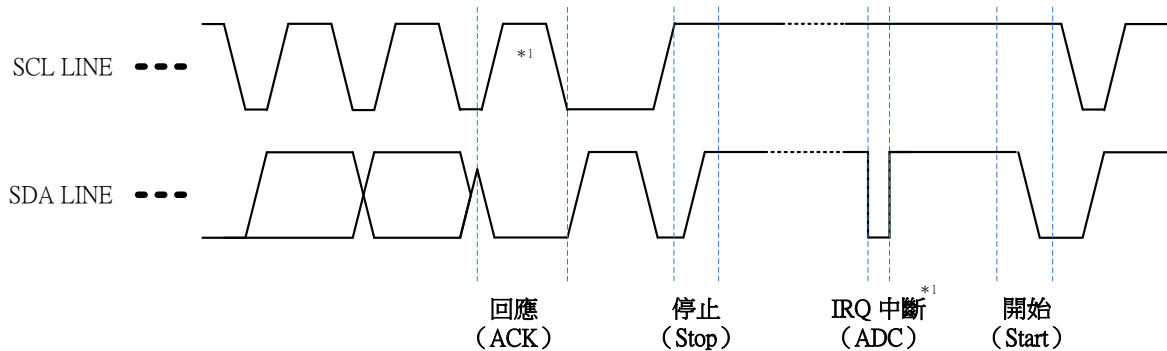 SCL LINE
*1
SDA LINE
回應
（ACK）
停止
（Stop）
IRQ 中斷*1
（ADC）
開始
（Start）